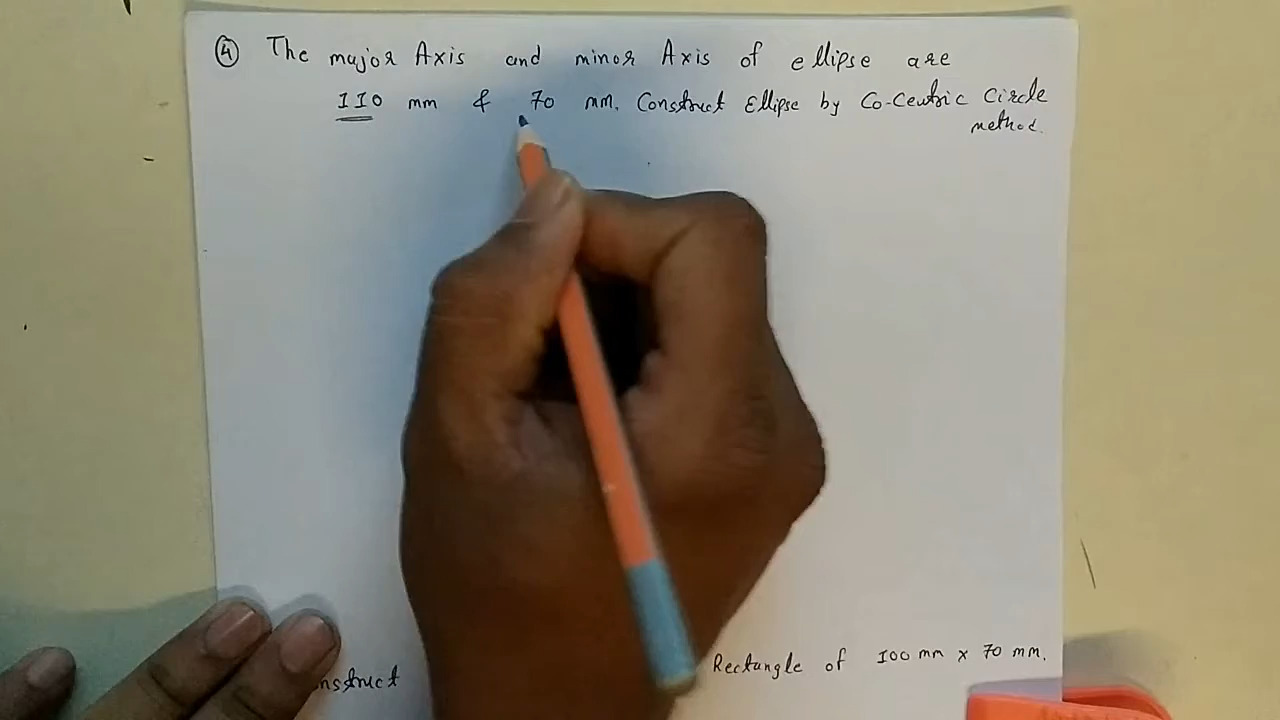 ④ The major Axis and minor Axis of ellipse are
110 mm & 70 mm. Construct Ellipse by Co-Centric Circle
method.
Rectangle of 100 mm x 70 mm.